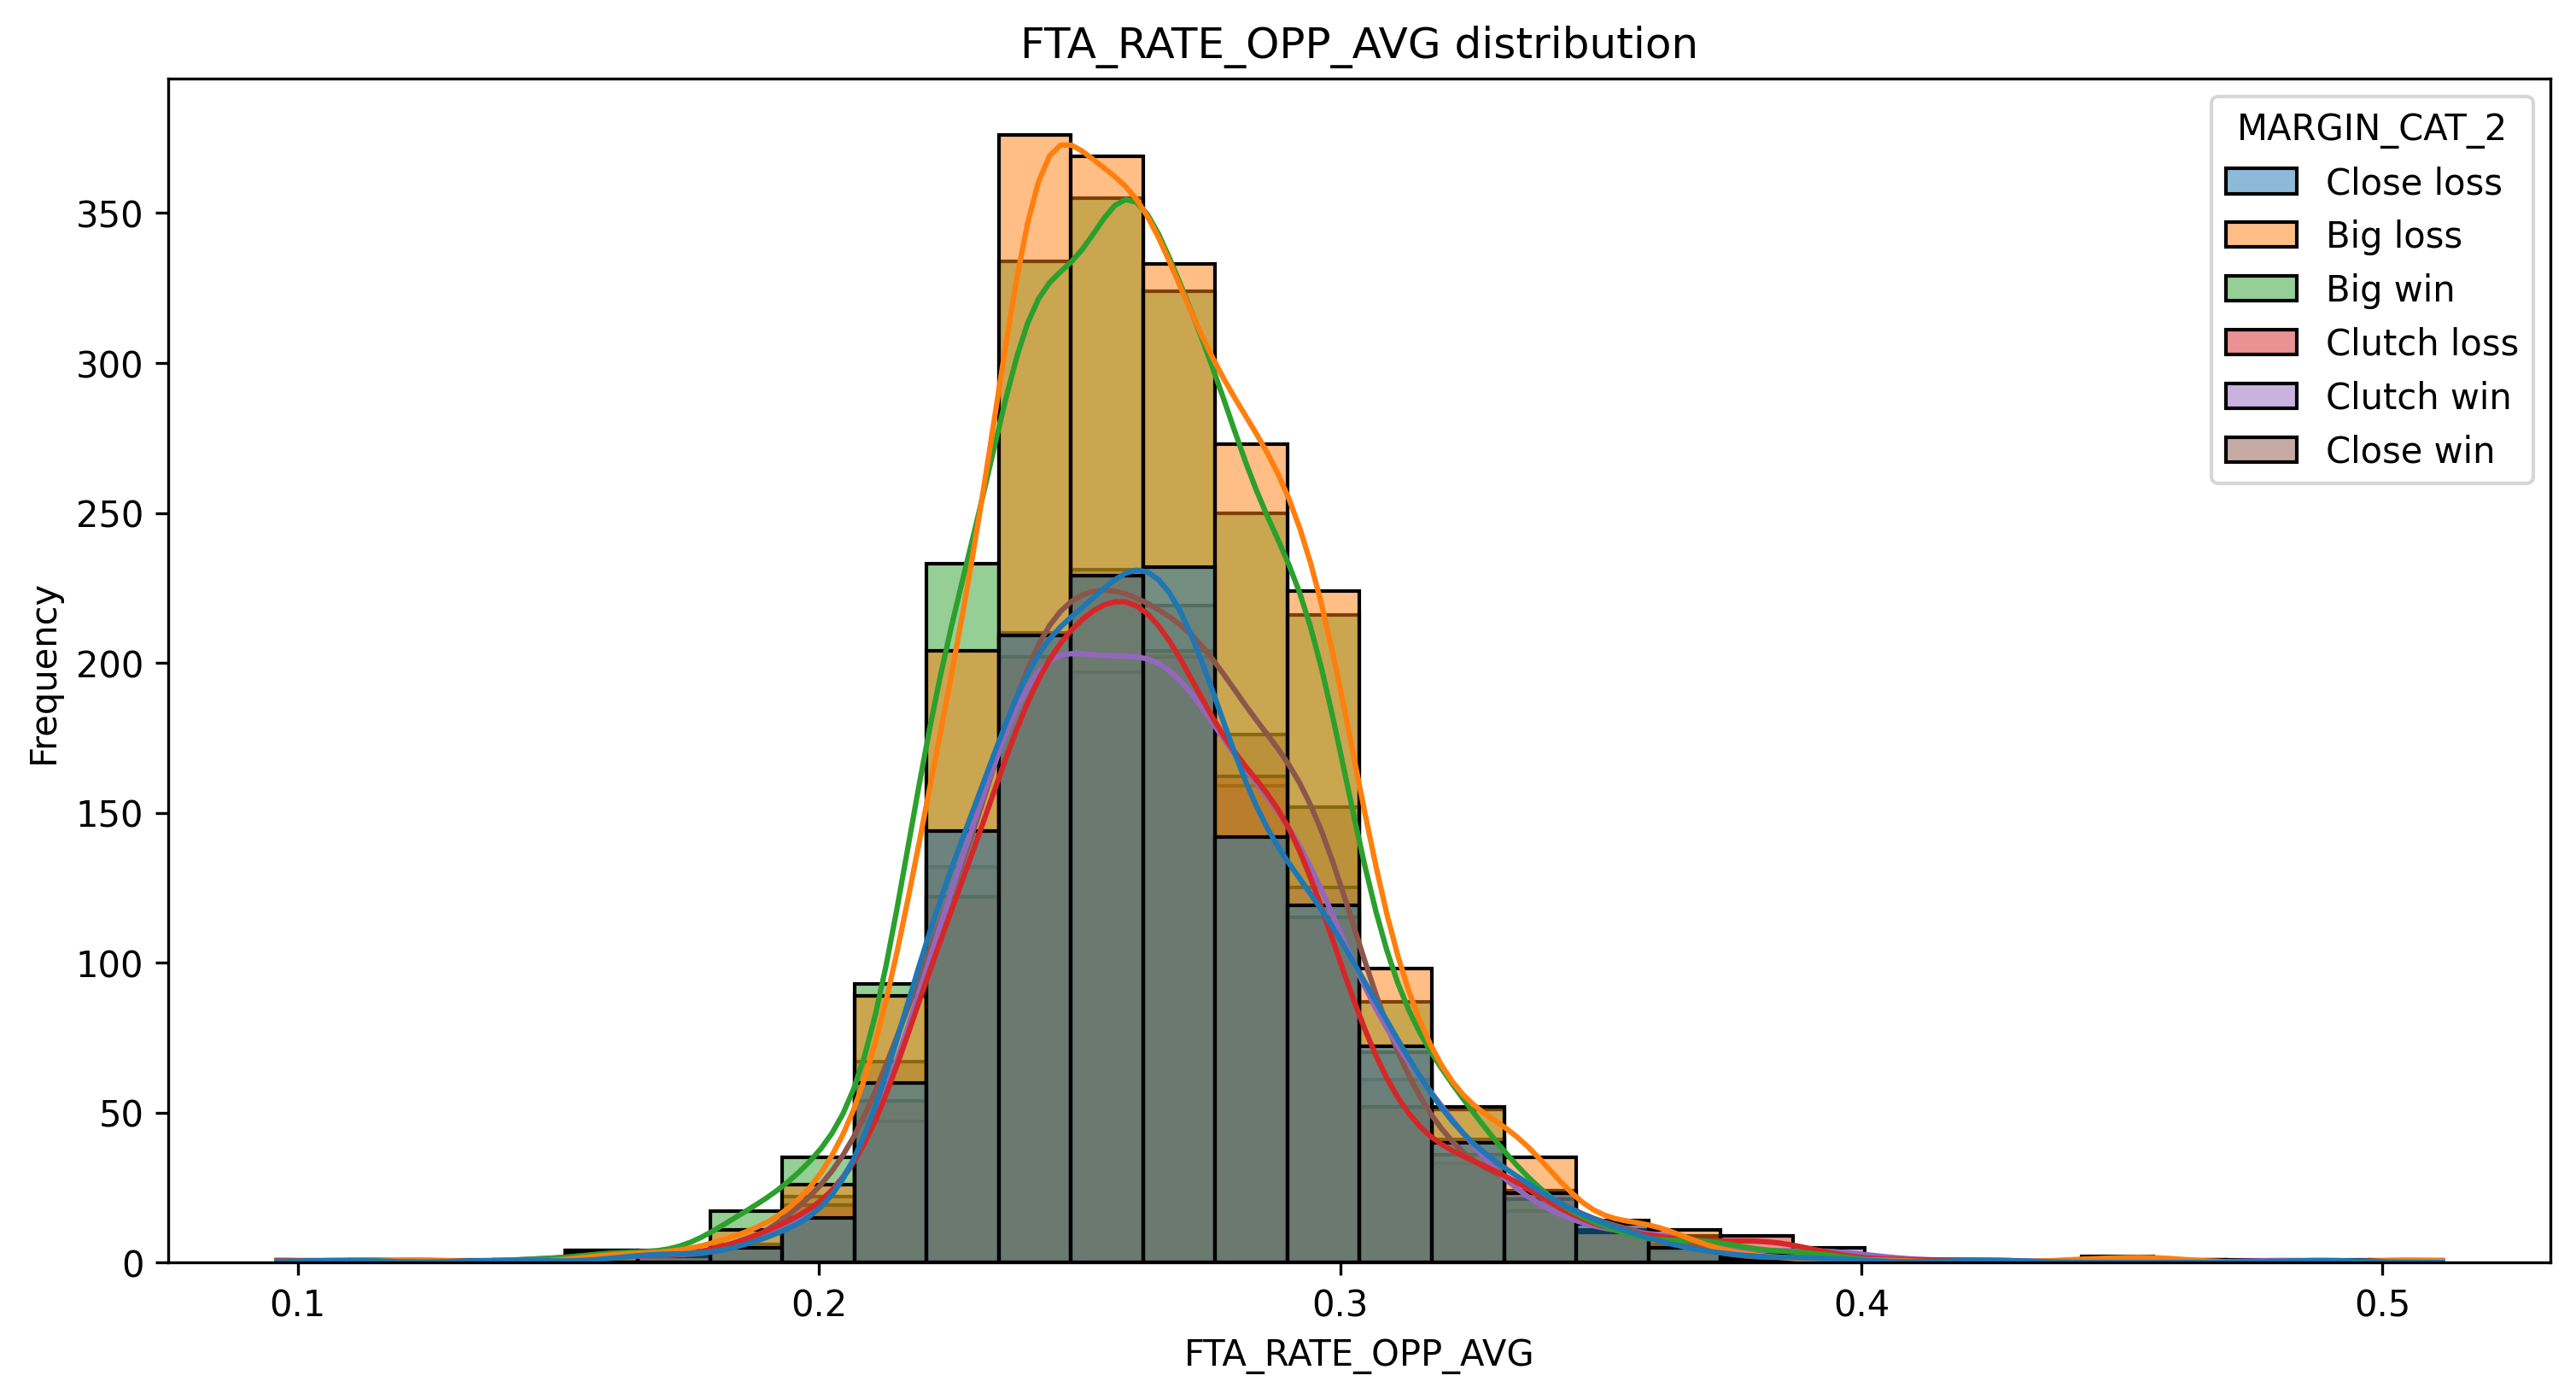 FTA_RATE_OPP_AVG distribution
MARGIN_CAT_2
Close loss
Big loss
Big win
Clutch loss
Clutch win
Close win
Frequency
350
300
250
200
150
100
50
0
0.1
0.2
0.3
0.4
0.5
FTA_RATE_OPP_AVG